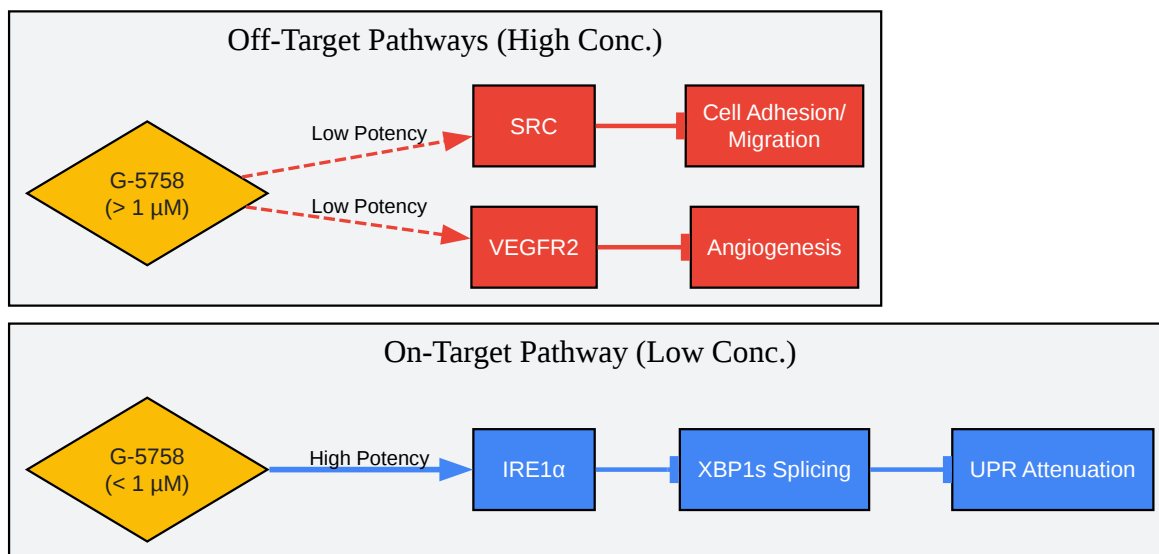 Off-Target Pathways (High Conc.)
G-5758
(> 1 µM)
Low Potency
Low Potency
SRC
Cell Adhesion/
Migration
VEGFR2
Angiogenesis
On-Target Pathway (Low Conc.)
G-5758
(< 1 µM)
High Potency
IRE1α
XBP1s Splicing
UPR Attenuation